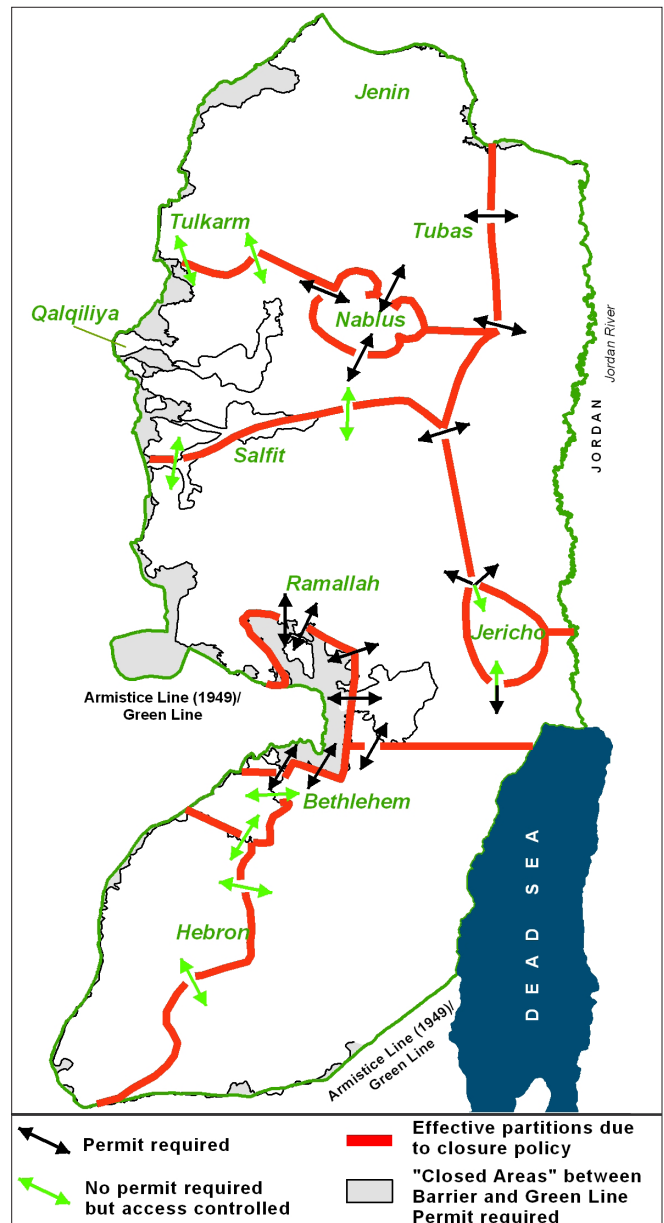 Jenin
Tulkarm
Tubas
Qalqiliya
Nablus
JORDAN
Jordan River
Salfit
Ramallah
Jericho
Armistice Line (1949)/
Green Line
Bethlehem
DEAD SEA
Hebron
Armistice Line (1949)/
Green Line
Permit required
Effective partitions due
to closure policy
No permit required
but access controlled
"Closed Areas" between
Barrier and Green Line
Permit required